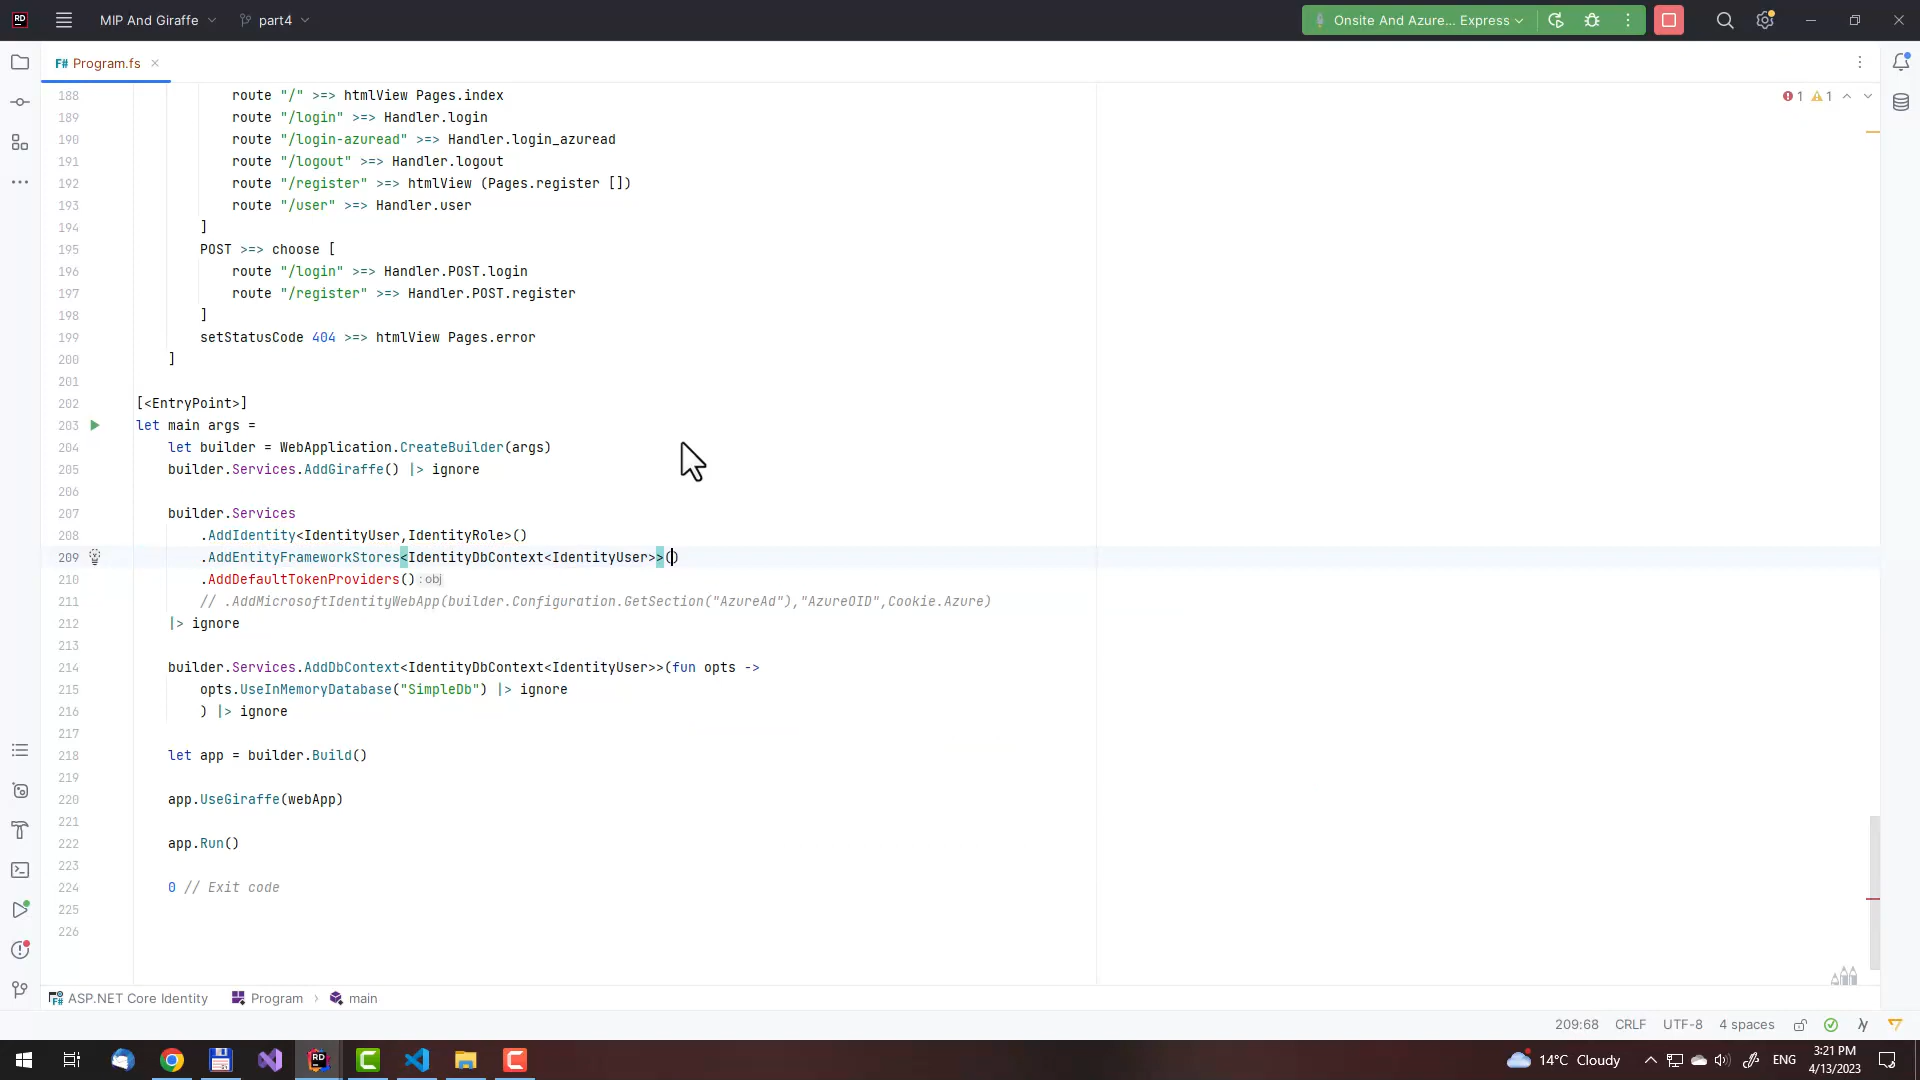 MIP And Giraffe
part4
Onsite And Azure... Express
F# Program.fs
1 1
188 route "/" >=> htmlView Pages.index
189 route "/login" >=> Handler.login
190 route "/login-azuread" >=> Handler.login_azuread
191 route "/logout" >=> Handler.logout
192 route "/register" >=> htmlView (Pages.register [])
193 route "/user" >=> Handler.user
194 ]
195 POST >=> choose [
196 route "/login" >=> Handler.POST.login
197 route "/register" >=> Handler.POST.register
198 ]
199 setStatusCode 404 >=> htmlView Pages.error
200 ]
201
202 [<EntryPoint>]
203 let main args =
204 let builder = WebApplication.CreateBuilder(args)
205 builder.Services.AddGiraffe() |> ignore
206
207 builder.Services
208 .AddIdentity<IdentityUser,IdentityRole>()
209 .AddEntityFrameworkStores<IdentityDbContext<IdentityUser>>()
210 .AddDefaultTokenProviders() : obj
211 // .AddMicrosoftIdentityWebApp(builder.Configuration.GetSection("AzureAd"),"AzureOID",Cookie.Azure)
212 |> ignore
213
214 builder.Services.AddDbContext<IdentityDbContext<IdentityUser>>(fun opts ->
215 opts.UseInMemoryDatabase("SimpleDb") |> ignore
216 ) |> ignore
217
218 let app = builder.Build()
219
220 app.UseGiraffe(webApp)
221
222 app.Run()
223
224 0 // Exit code
225
226
F# ASP.NET Core Identity Program > main
209:68 CRLF UTF-8 4 spaces
RD
14°C Cloudy
ENG
3:21 PM
4/13/2023